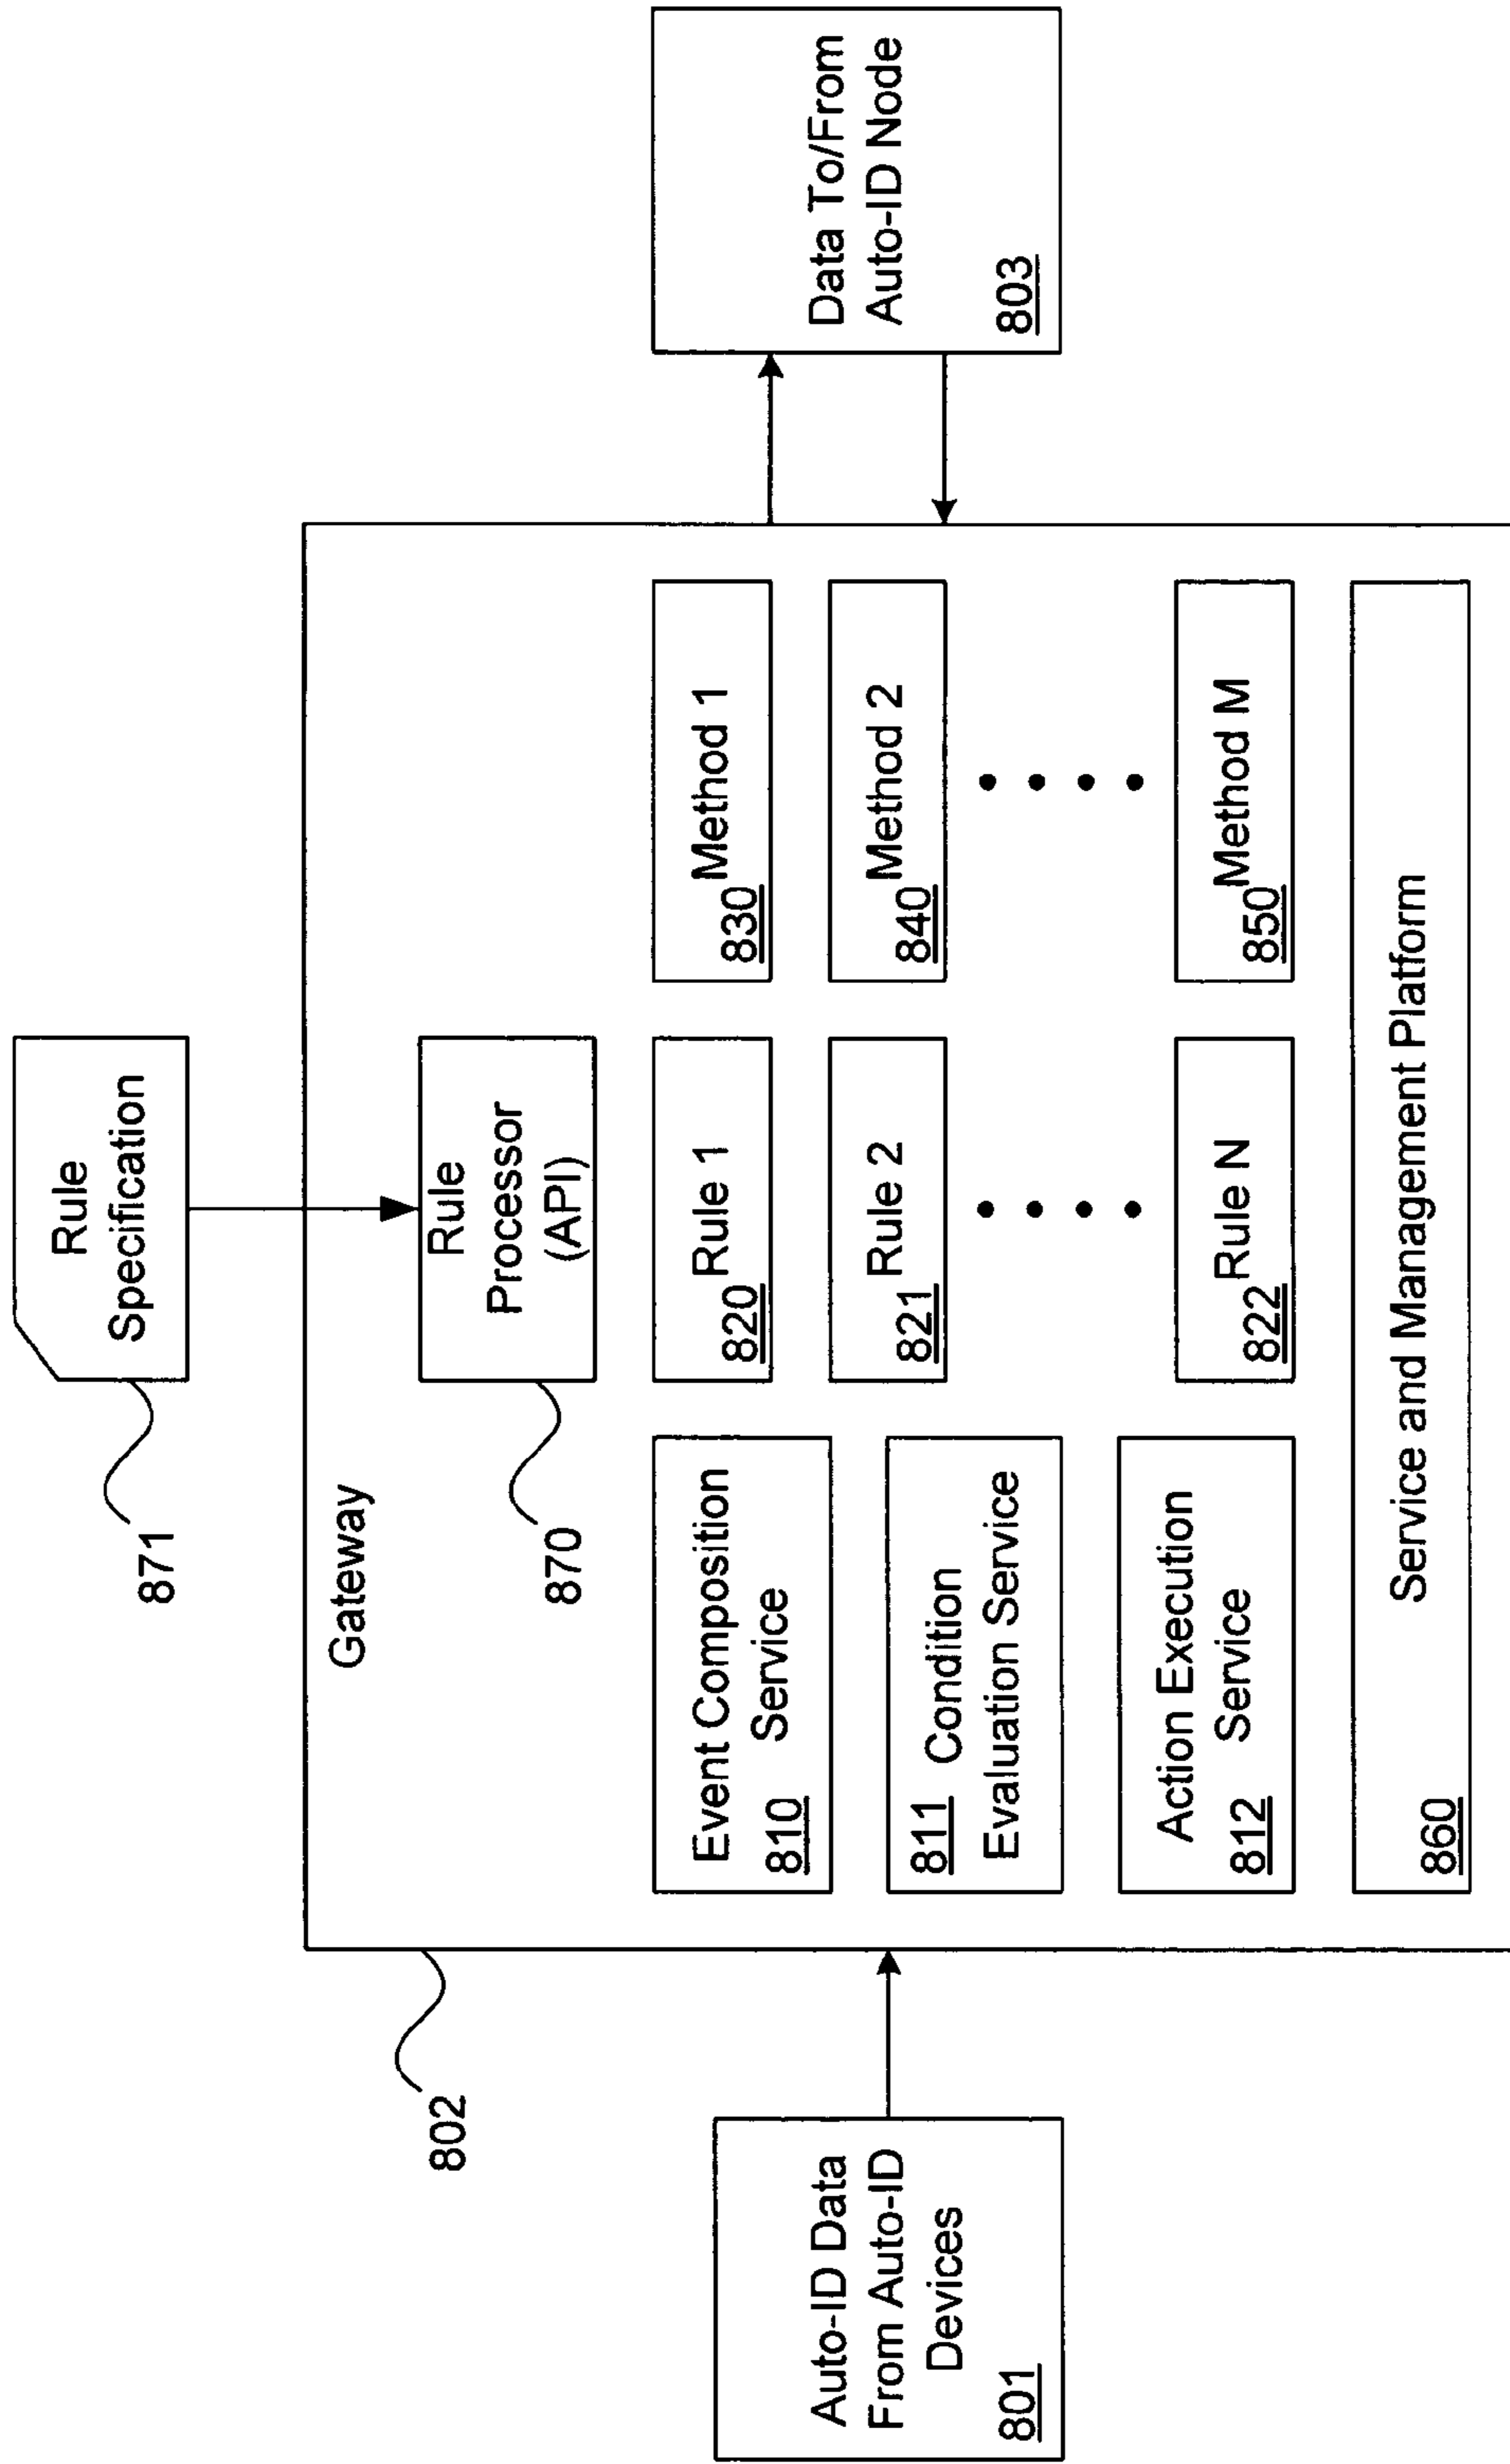 Rule
Specification
871
Gateway
Rule
Processor
(API)
870
802
Auto-ID Data
From Auto-ID
Devices
801
Event Composition
Service
810
811 Condition
Evaluation Service
Action Execution
Service
812
Rule 1
820
Rule 2
821
Rule N
822
Method 1
830
Method 2
840
Method M
850
Service and Management Platform
860
Data To/From
Auto-ID Node
803